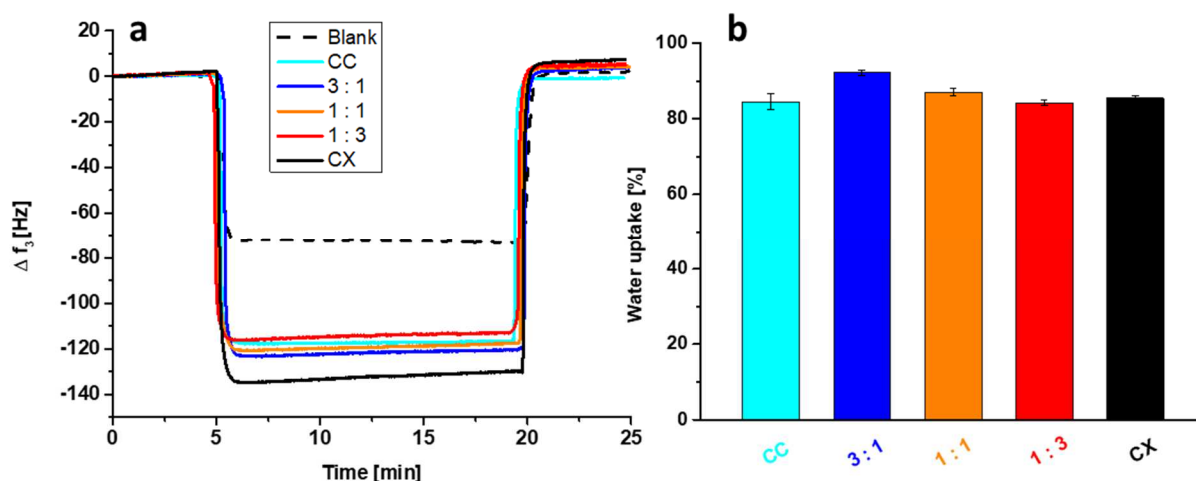 a
Blank
CC
3 : 1
1 : 1
1 : 3
CX
20
0
-20
-40
-60
-80
-100
-120
-140
Δ f3 [Hz]
0
5
10
15
20
25
Time [min]
b
100
80
60
40
20
0
Water uptake [%]
CC
3 : 1
1 : 1
1 : 3
CX